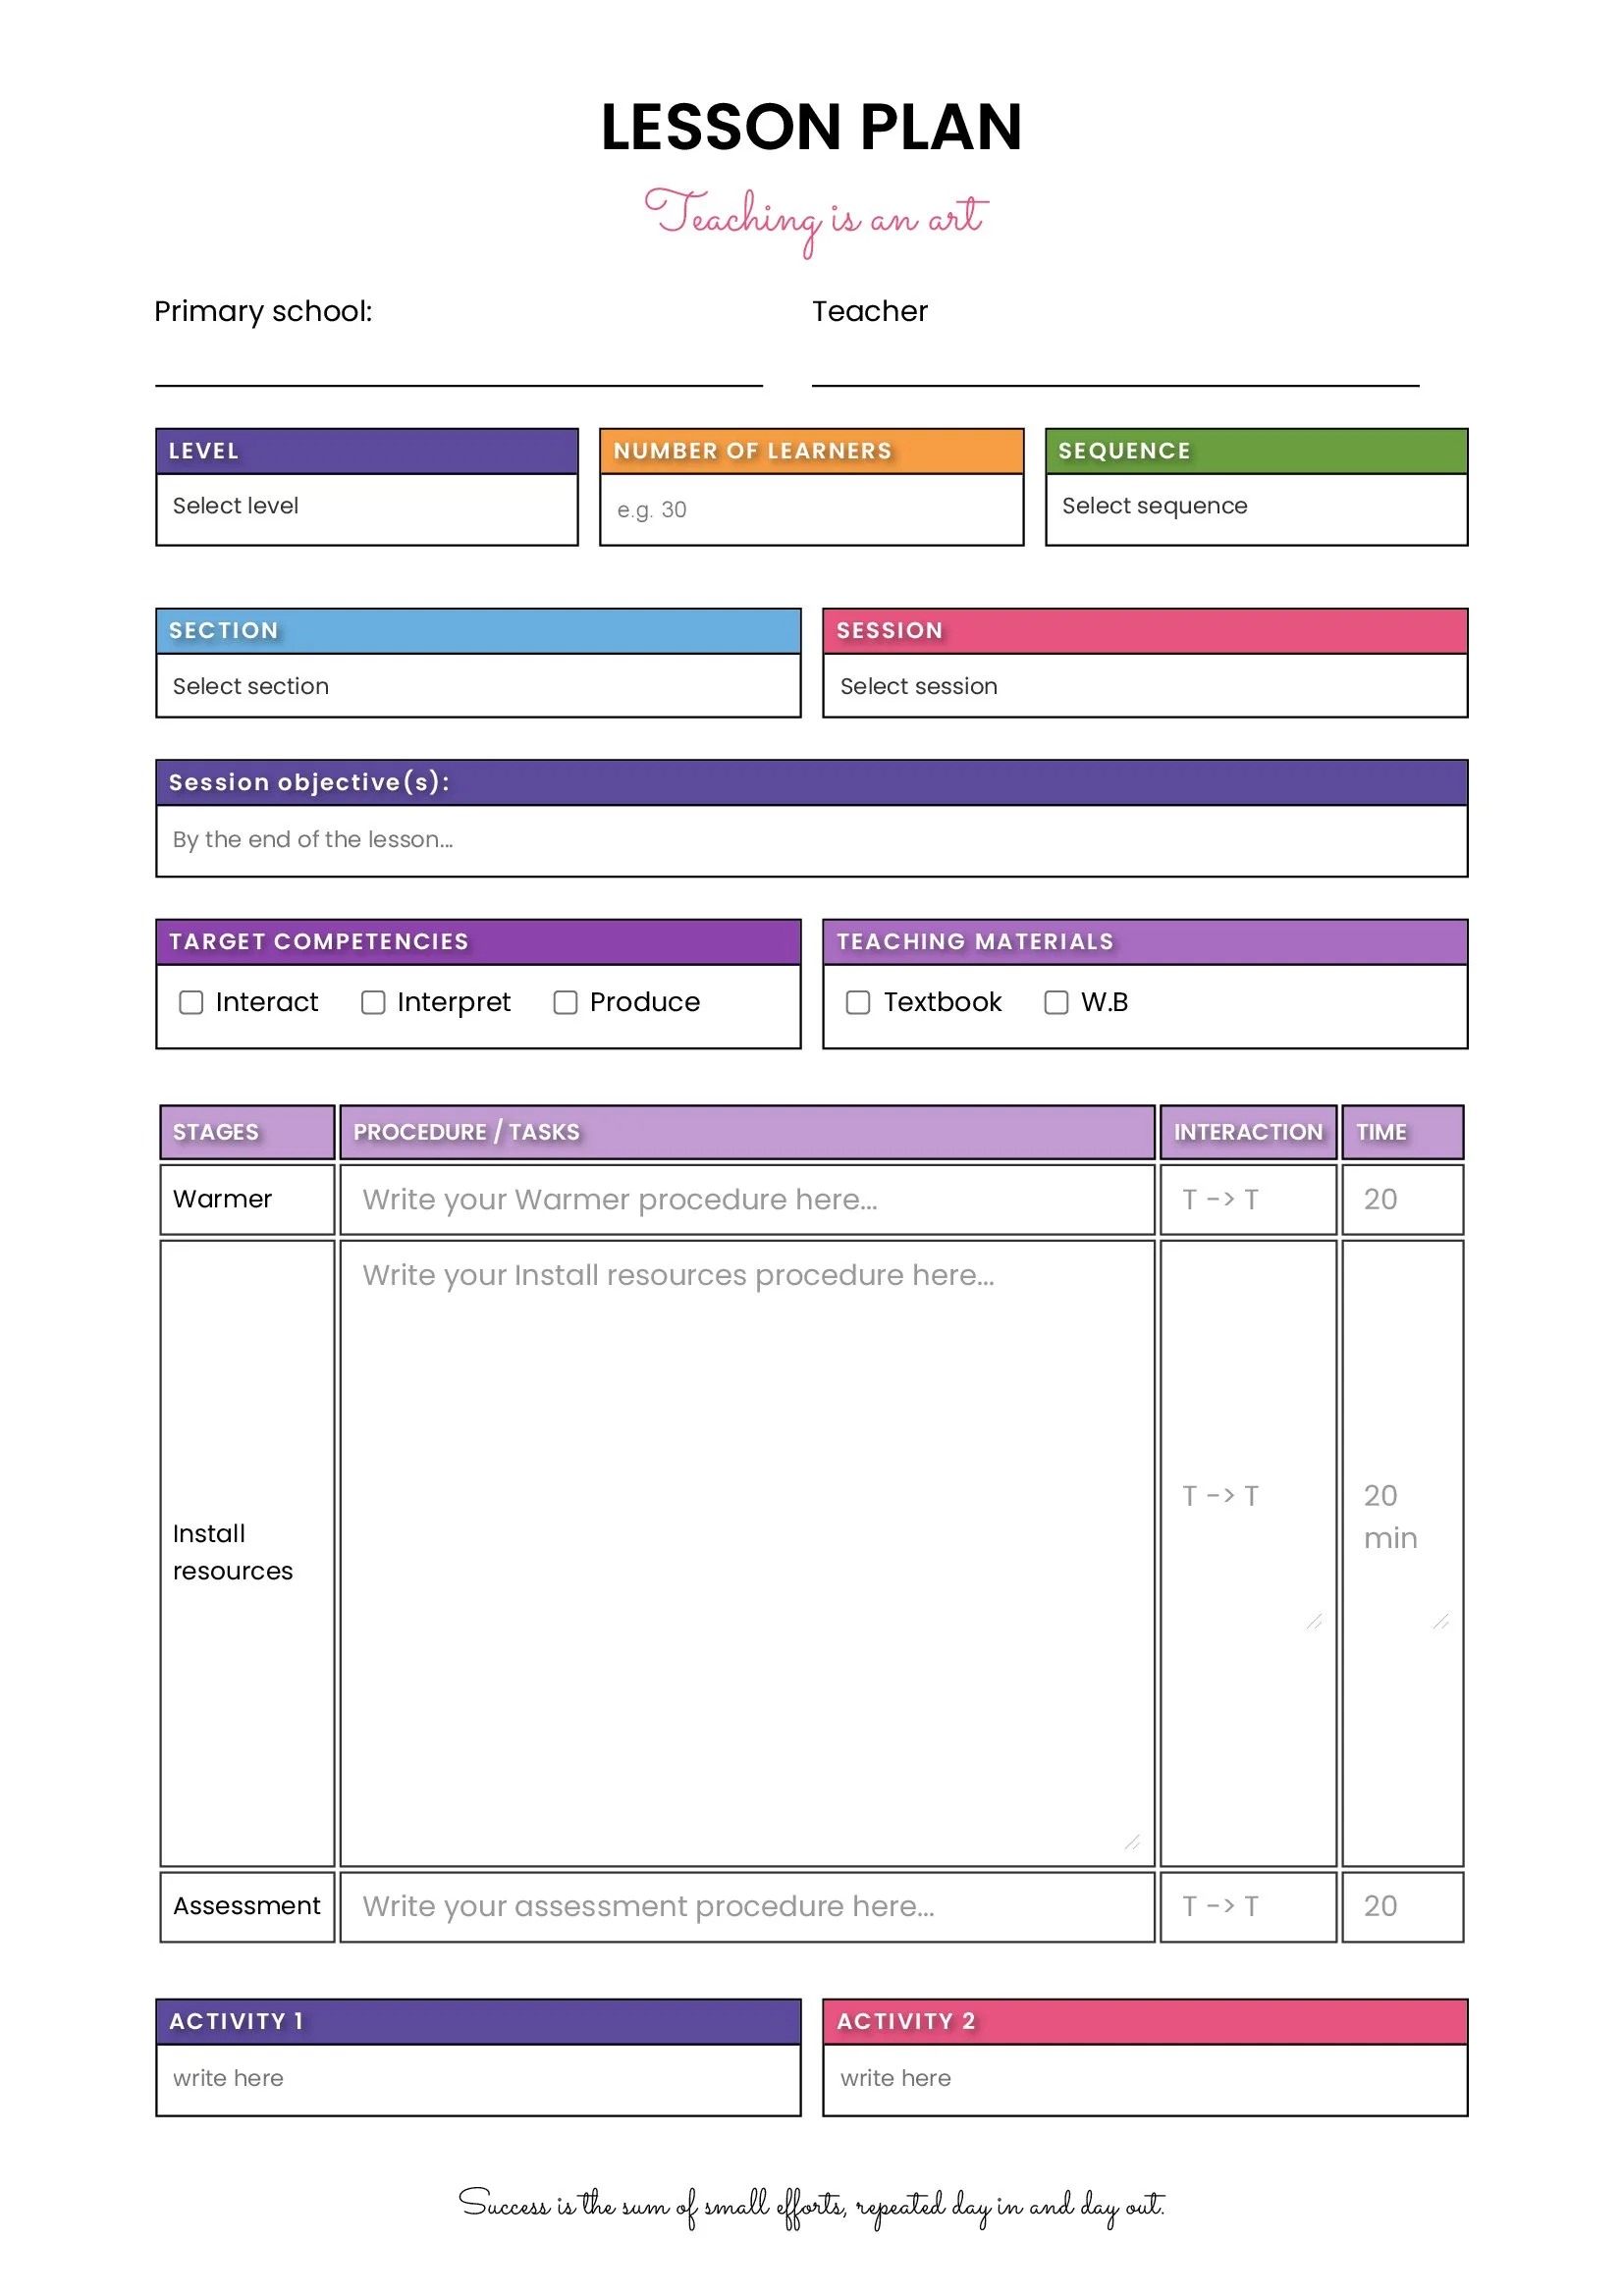 LESSON PLAN
Teaching is an art
Primary school:
Teacher
LEVEL
NUMBER OF LEARNERS
SEQUENCE
Select level
e.g. 30
Select sequence
SECTION
SESSION
Select section
Select session
Session objective(s):
By the end of the lesson...
TARGET COMPETENCIES
TEACHING MATERIALS
Interact
Interpret
Produce
Textbook
W.B
STAGES
PROCEDURE / TASKS
INTERACTION
TIME
Warmer
Write your Warmer procedure here...
T -> T
20
Install
resources
Write your Install resources procedure here...
T -> T
20
min
Assessment
Write your assessment procedure here...
T -> T
20
ACTIVITY 1
ACTIVITY 2
write here
write here
Success is the sum of small efforts, repeated day in and day out.